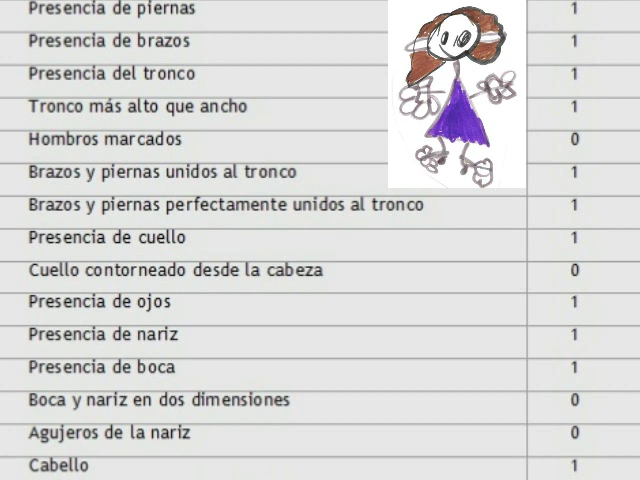 Presencia de piernas 1
Presencia de brazos 1
Presencia del tronco 1
Tronco más alto que ancho 1
Hombros marcados 0
Brazos y piernas unidos al tronco 1
Brazos y piernas perfectamente unidos al tronco 1
Presencia de cuello 1
Cuello contorneado desde la cabeza 0
Presencia de ojos 1
Presencia de nariz 1
Presencia de boca 1
Boca y nariz en dos dimensiones 0
Agujeros de la nariz 0
Cabello 1